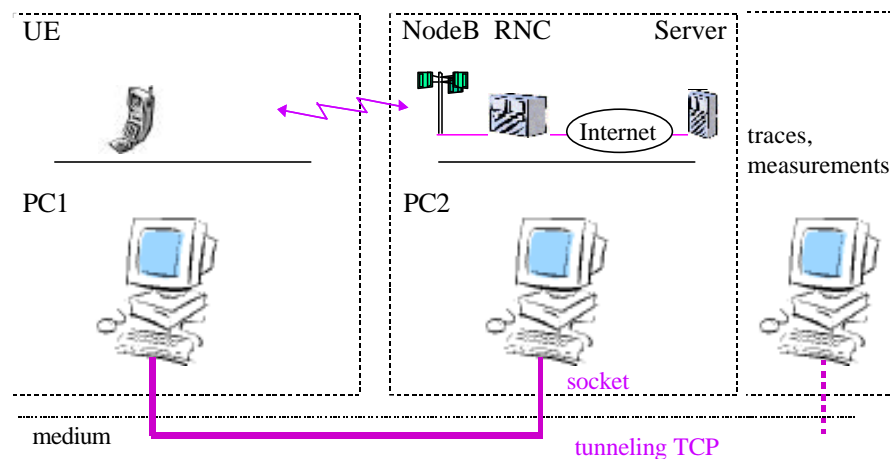 UE
NodeB RNC Server
Internet
traces,
measurements
PC1
PC2
socket
medium
tunneling TCP